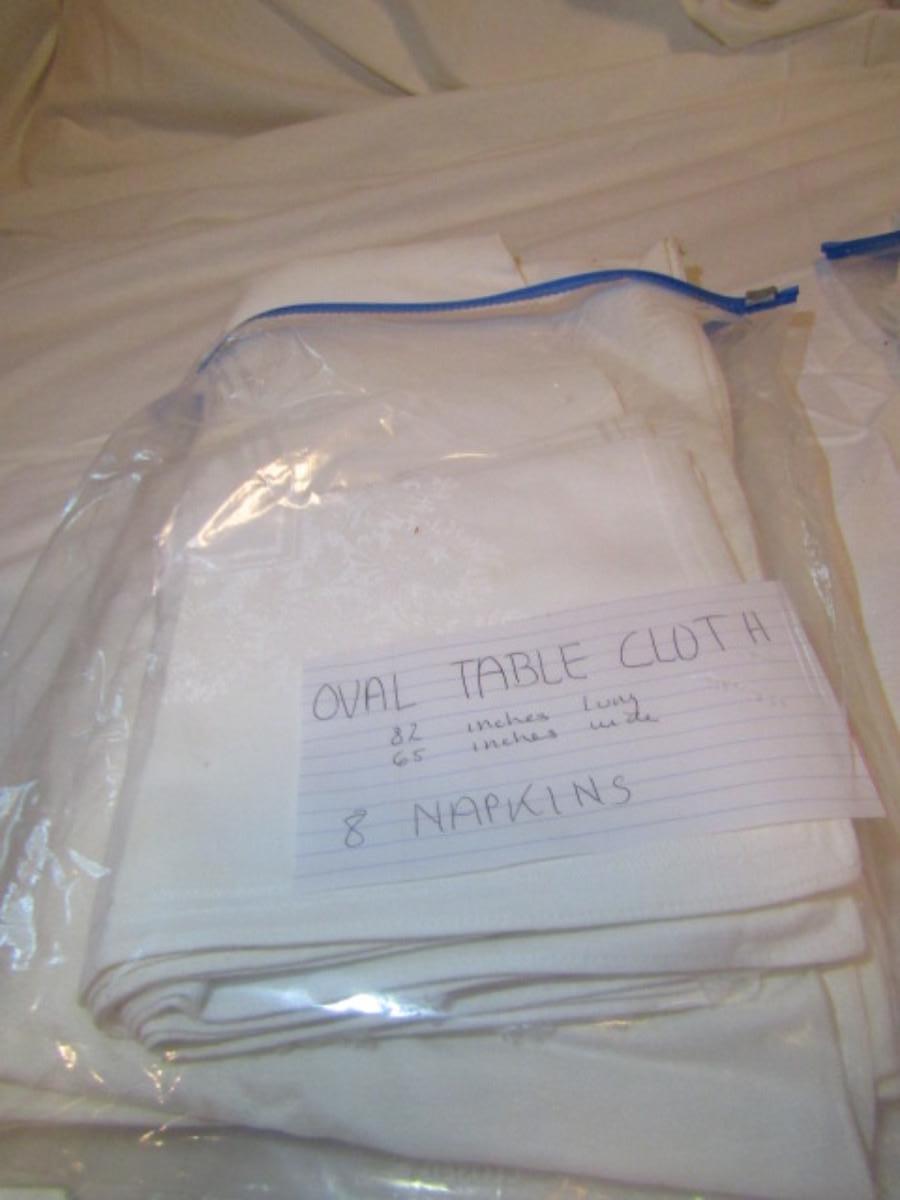 OVAL TABLE CLOTH
82 inches long
65 inches wide
8 NAPKINS